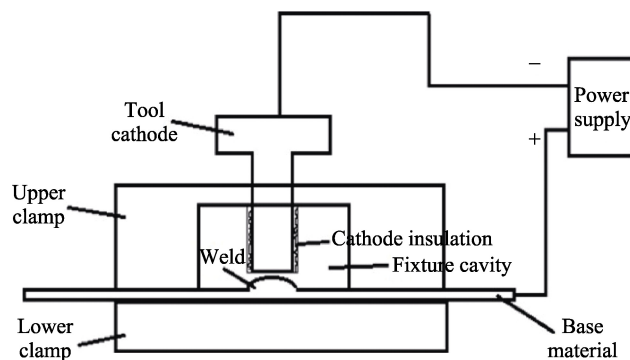 −
Power
supply
+
Tool
cathode
Upper
clamp
Cathode insulation
Weld
Fixture cavity
Lower
clamp
Base
material